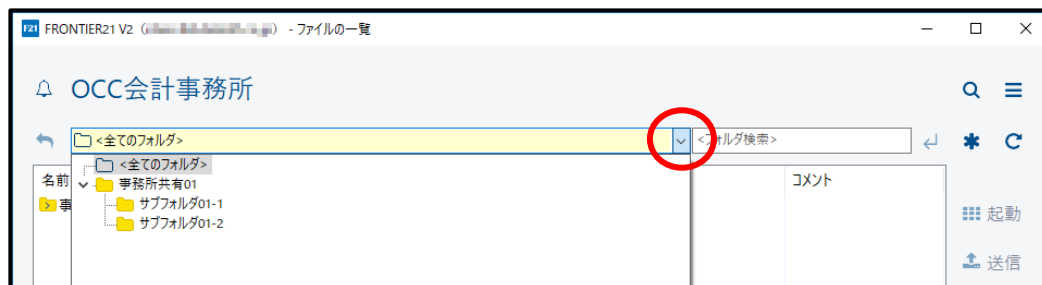 F21 FRONTIER21 V2 ( ) - ファイルの一覧
OCC会計事務所
<全てのフォルダ>
<フォルダ検索>
<全てのフォルダ>
名前
事務所共有01
コメント
事
サブフォルダ01-1
サブフォルダ01-2
起動
送信